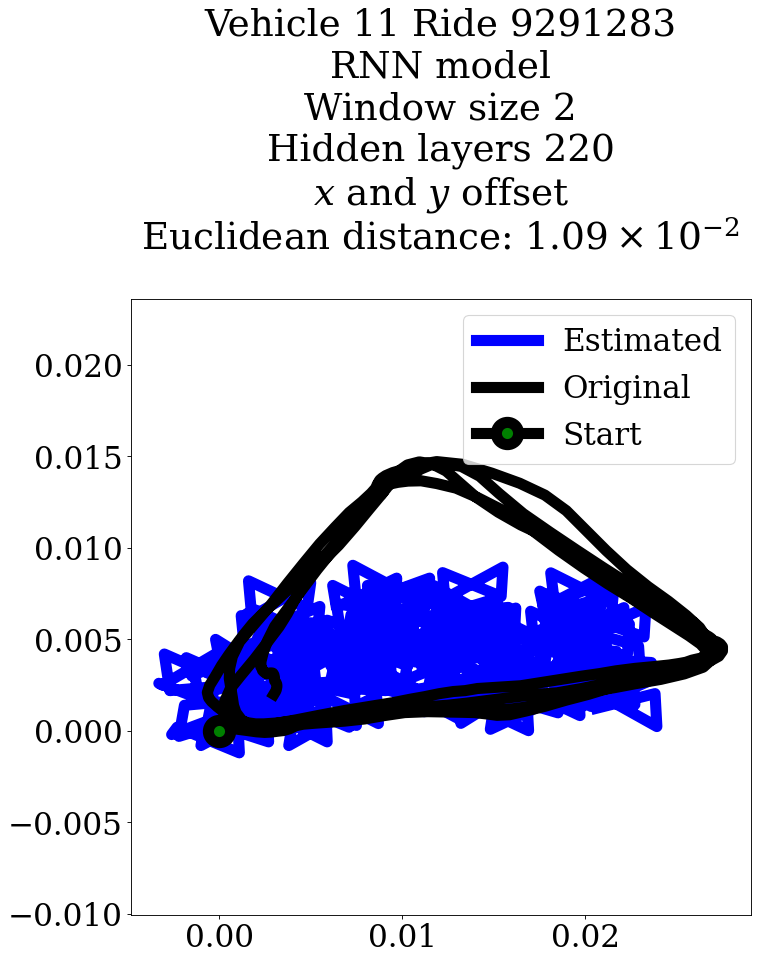 Vehicle 11 Ride 9291283
RNN model
Window size 2
Hidden layers 220
x and y offset
Euclidean distance: 1.09 × 10⁻²
Estimated
Original
Start
0.020
0.015
0.010
0.005
0.000
−0.005
−0.010
0.00 0.01 0.02